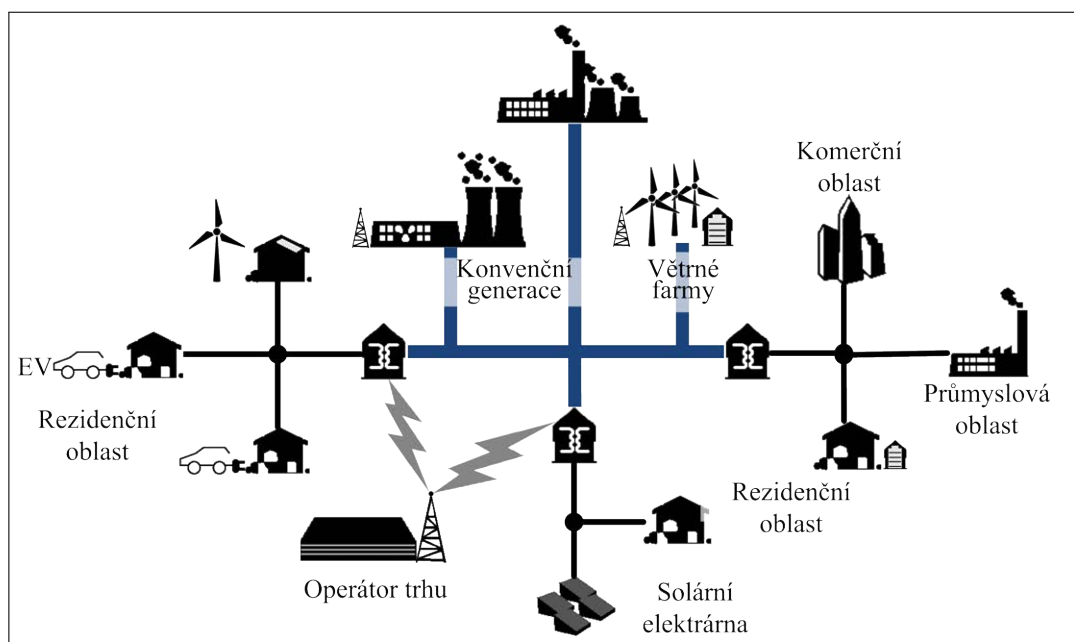 Komerční
oblast
Konvenční
generace
Větrné
farmy
EV
Rezidenční
oblast
Průmyslová
oblast
Rezidenční
oblast
Operátor trhu
Solární
elektrárna